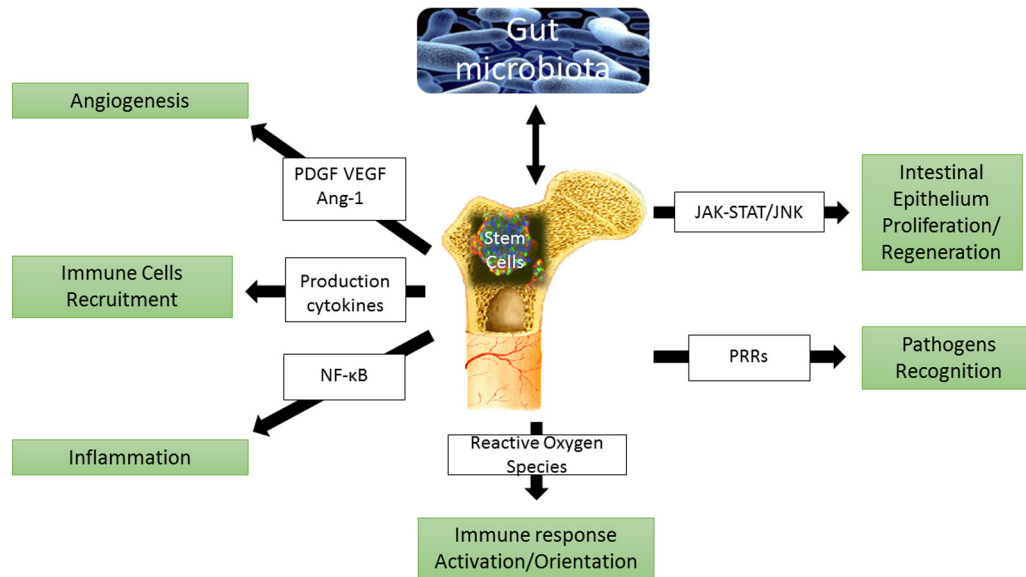 Gut
microbiota
Angiogenesis
PDGF VEGF
Ang-1
Immune Cells
Recruitment
Production
cytokines
NF-κB
Inflammation
Stem
Cells
JAK-STAT/JNK
Intestinal
Epithelium
Proliferation/
Regeneration
PRRs
Pathogens
Recognition
Reactive Oxygen
Species
Immune response
Activation/Orientation